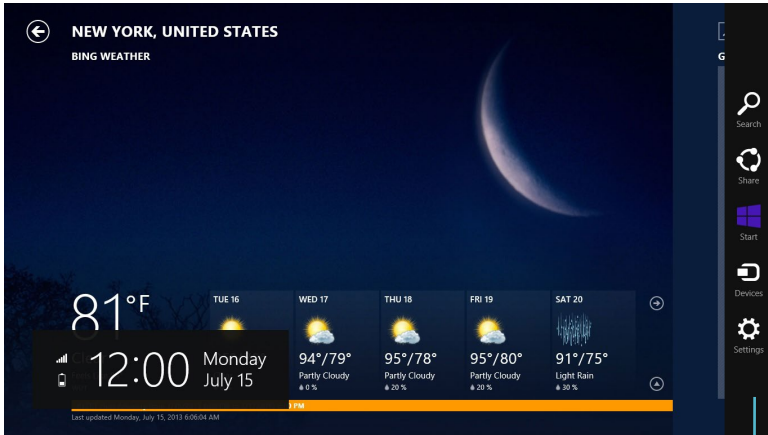 NEW YORK, UNITED STATES
BING WEATHER
G
Search
Share
Start
Devices
Settings
81°F
TUE 16
WED 17
94°/79°
Partly Cloudy
0 %
THU 18
95°/78°
Partly Cloudy
20 %
FRI 19
95°/80°
Partly Cloudy
20 %
SAT 20
91°/75°
Light Rain
30 %
12:00
Monday
July 15
PM
Last updated Monday, July 15, 2013 6:06:04 AM